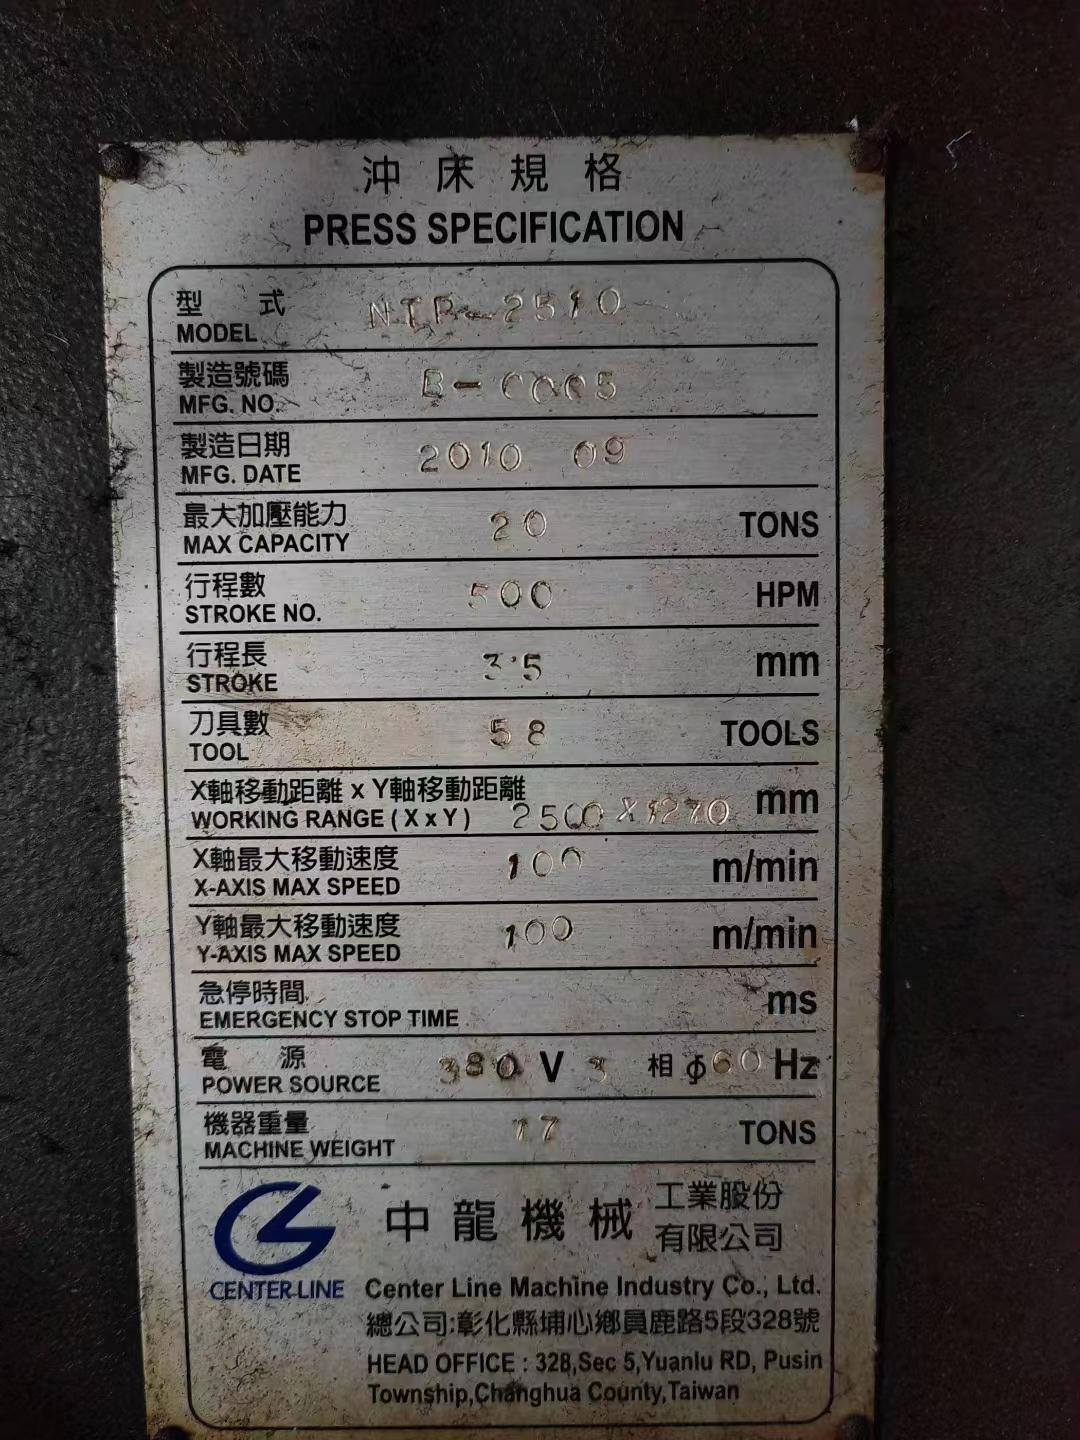 沖床規格
PRESS SPECIFICATION
型 式
MODEL NTP-2510
製造號碼
MFG. NO. B-0005
製造日期
MFG. DATE 2010 09
最大加壓能力
MAX CAPACITY 20 TONS
行程數
STROKE NO. 500 HPM
行程長
STROKE 35 mm
刀具數
TOOL 58 TOOLS
X軸移動距離 x Y軸移動距離
WORKING RANGE ( X x Y ) 2500 X 1270 mm
X軸最大移動速度
X-AXIS MAX SPEED 100 m/min
Y軸最大移動速度
Y-AXIS MAX SPEED 100 m/min
急停時間
EMERGENCY STOP TIME ms
電 源
POWER SOURCE 380 V 3 相 ϕ 60 Hz
機器重量
MACHINE WEIGHT 17 TONS
中龍機械 工業股份
有限公司
CENTER LINE Center Line Machine Industry Co., Ltd.
總公司:彰化縣埔心鄉員鹿路5段328號
HEAD OFFICE : 328,Sec 5,Yuanlu RD, Pusin
Township,Changhua County,Taiwan